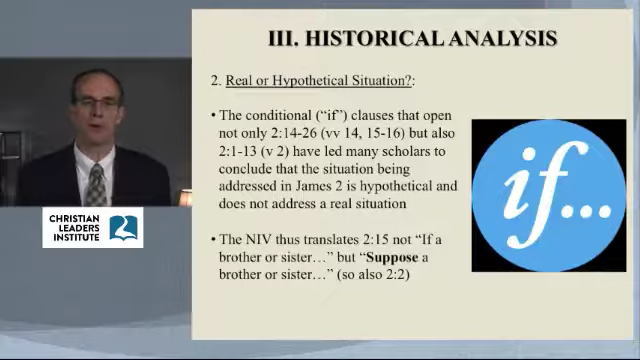 III. HISTORICAL ANALYSIS
2. Real or Hypothetical Situation?:
• The conditional (“if”) clauses that open
not only 2:14-26 (vv 14, 15-16) but also
2:1-13 (v 2) have led many scholars to
conclude that the situation being
addressed in James 2 is hypothetical and
does not address a real situation
• The NIV thus translates 2:15 not “If a
brother or sister…” but “Suppose a
brother or sister…” (so also 2:2)
if...
CHRISTIAN
LEADERS
INSTITUTE